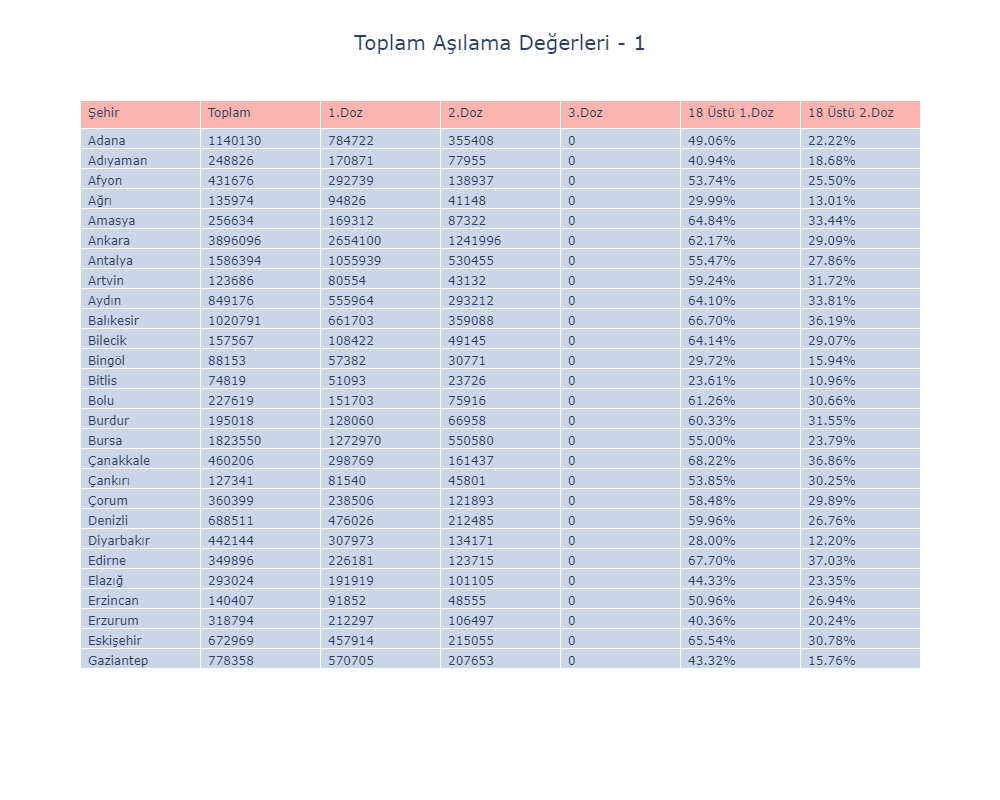 Toplam Aşılama Değerleri - 1
Şehir Toplam 1.Doz 2.Doz 3.Doz 18 Üstü 1.Doz 18 Üstü 2.Doz
Adana 1140130 784722 355408 0 49.06% 22.22%
Adıyaman 248826 170871 77955 0 40.94% 18.68%
Afyon 431676 292739 138937 0 53.74% 25.50%
Ağrı 135974 94826 41148 0 29.99% 13.01%
Amasya 256634 169312 87322 0 64.84% 33.44%
Ankara 3896096 2654100 1241996 0 62.17% 29.09%
Antalya 1586394 1055939 530455 0 55.47% 27.86%
Artvin 123686 80554 43132 0 59.24% 31.72%
Aydın 849176 555964 293212 0 64.10% 33.81%
Balıkesir 1020791 661703 359088 0 66.70% 36.19%
Bilecik 157567 108422 49145 0 64.14% 29.07%
Bingöl 88153 57382 30771 0 29.72% 15.94%
Bitlis 74819 51093 23726 0 23.61% 10.96%
Bolu 227619 151703 75916 0 61.26% 30.66%
Burdur 195018 128060 66958 0 60.33% 31.55%
Bursa 1823550 1272970 550580 0 55.00% 23.79%
Çanakkale 460206 298769 161437 0 68.22% 36.86%
Çankırı 127341 81540 45801 0 53.85% 30.25%
Çorum 360399 238506 121893 0 58.48% 29.89%
Denizli 688511 476026 212485 0 59.96% 26.76%
Diyarbakır 442144 307973 134171 0 28.00% 12.20%
Edirne 349896 226181 123715 0 67.70% 37.03%
Elazığ 293024 191919 101105 0 44.33% 23.35%
Erzincan 140407 91852 48555 0 50.96% 26.94%
Erzurum 318794 212297 106497 0 40.36% 20.24%
Eskişehir 672969 457914 215055 0 65.54% 30.78%
Gaziantep 778358 570705 207653 0 43.32% 15.76%